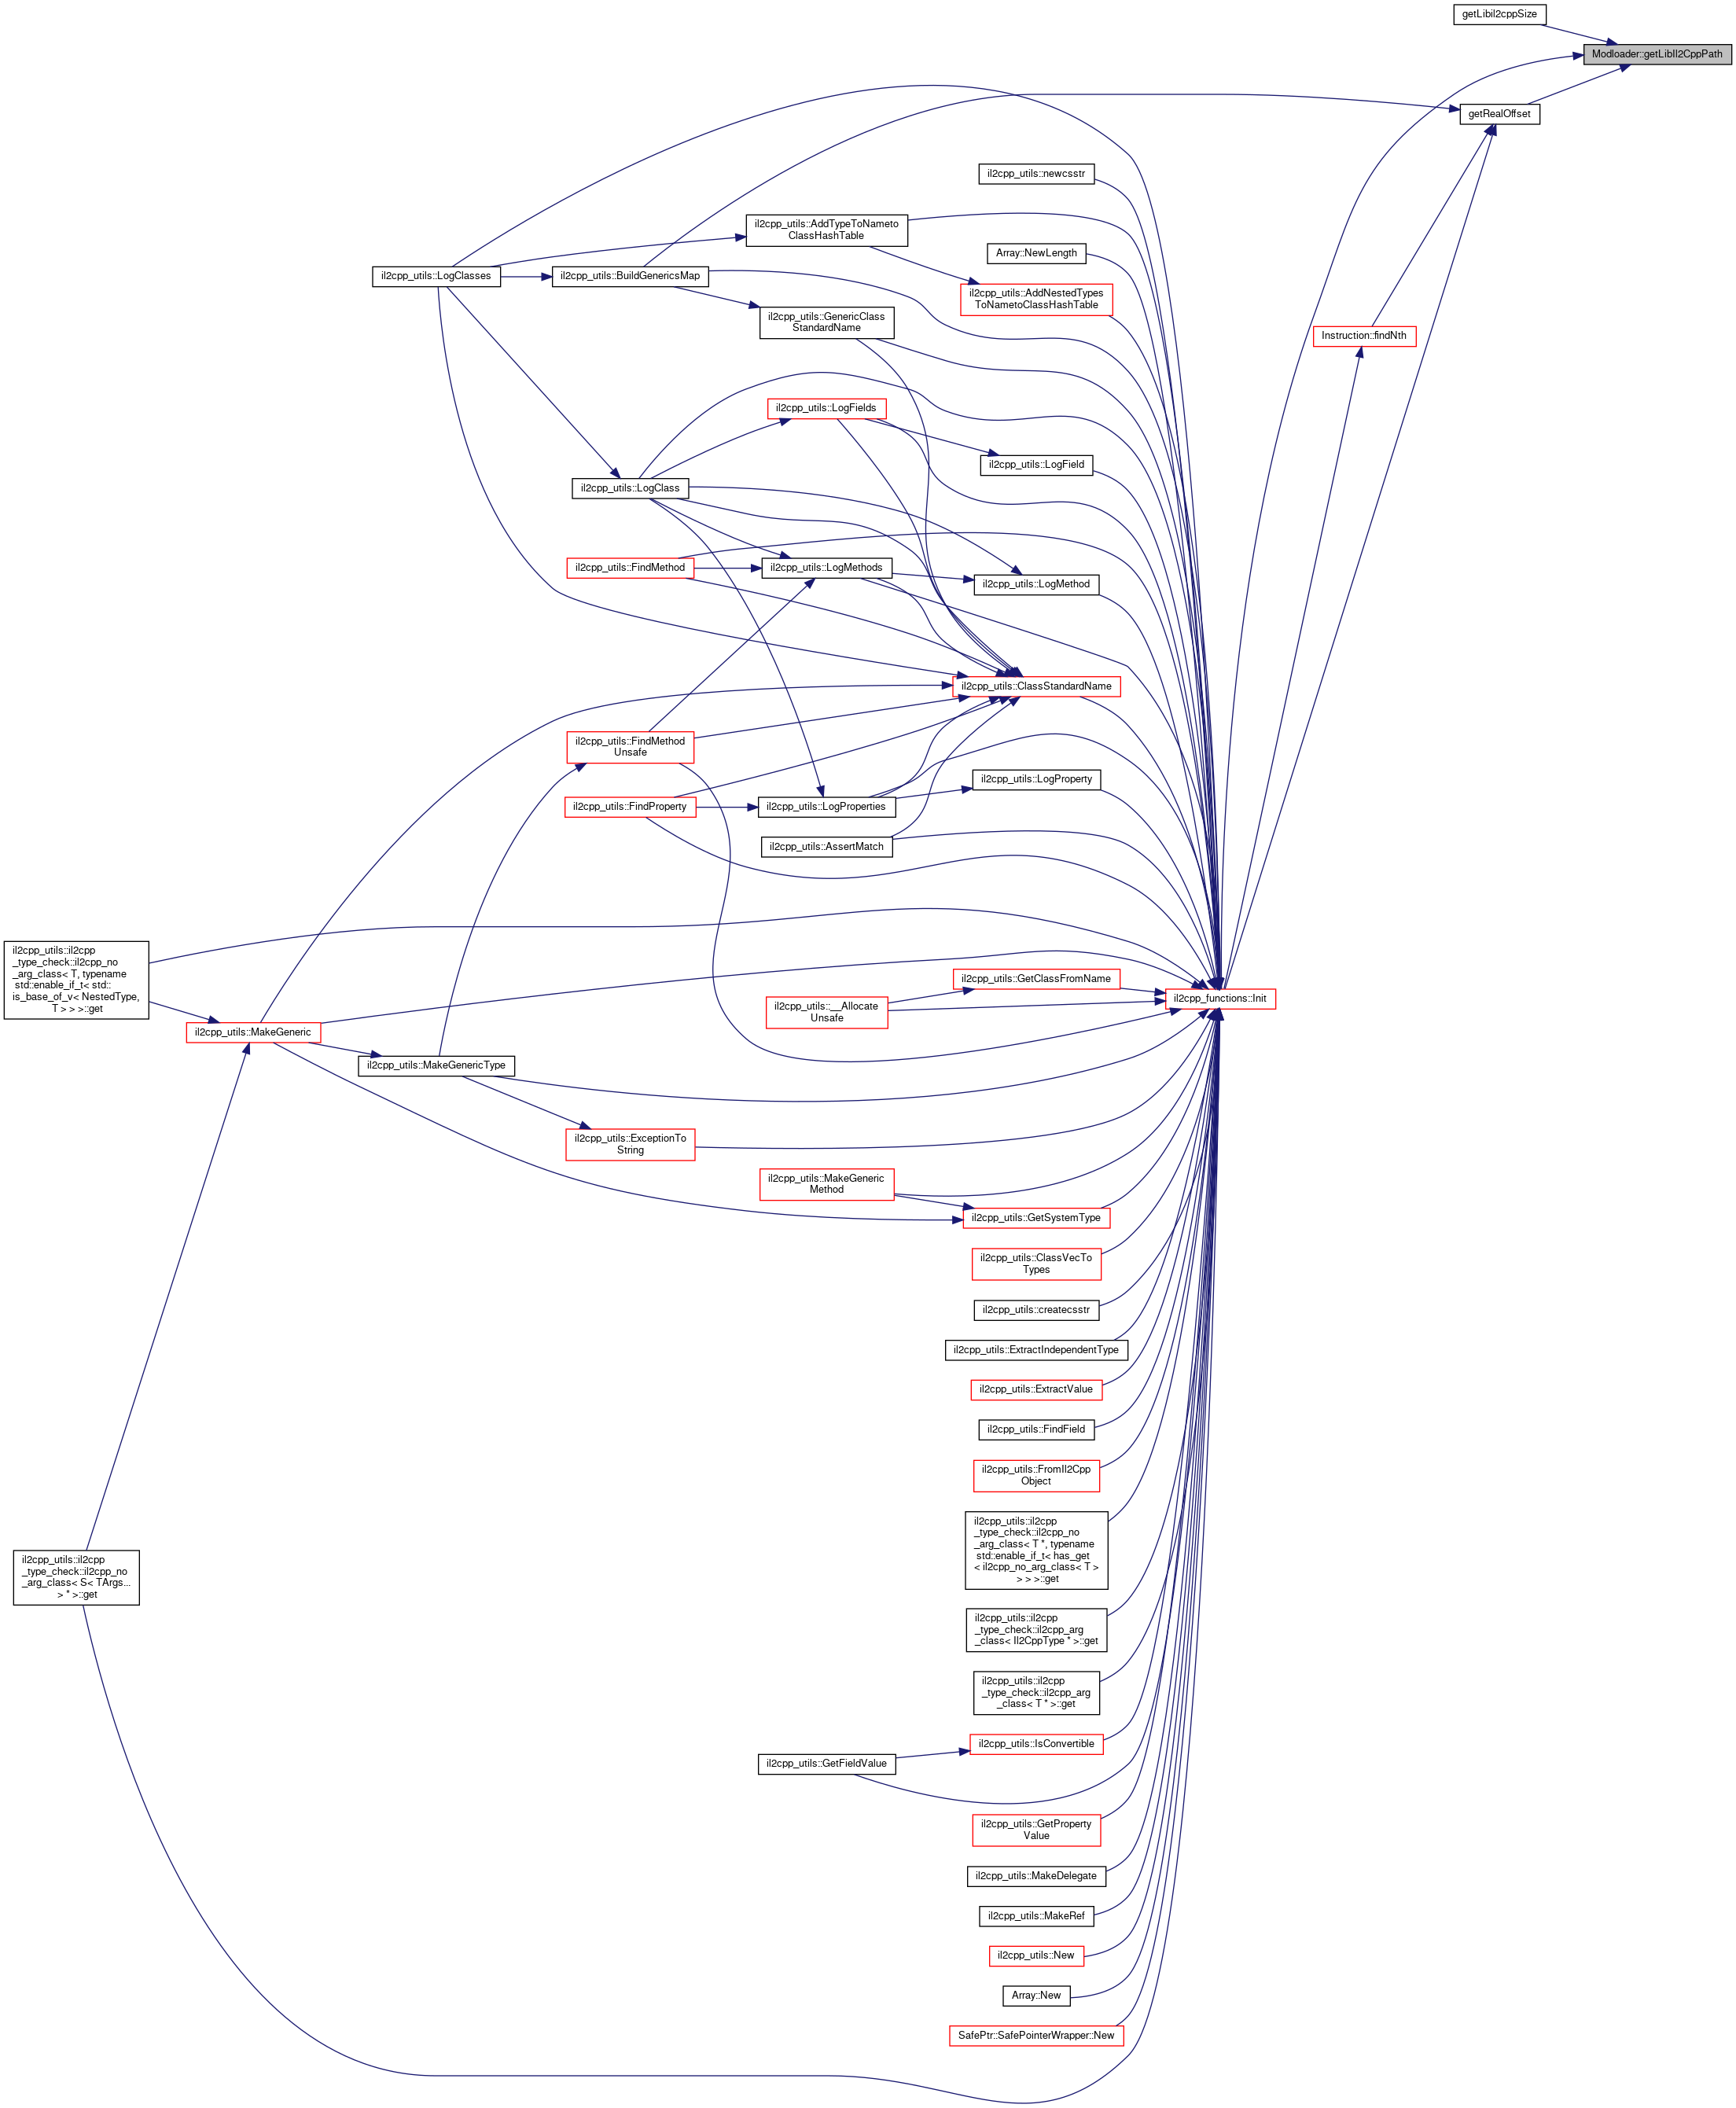 getLibil2cppSize
Modloader::getLibIl2CppPath
getRealOffset
il2cpp_utils::newcsstr
il2cpp_utils::AddTypeToNameto
ClassHashTable
Array::NewLength
il2cpp_utils::LogClasses
il2cpp_utils::BuildGenericsMap
il2cpp_utils::AddNestedTypes
ToNametoClassHashTable
il2cpp_utils::GenericClass
StandardName
Instruction::findNth
il2cpp_utils::LogFields
il2cpp_utils::LogField
il2cpp_utils::LogClass
il2cpp_utils::FindMethod
il2cpp_utils::LogMethods
il2cpp_utils::LogMethod
il2cpp_utils::ClassStandardName
il2cpp_utils::FindMethod
Unsafe
il2cpp_utils::LogProperty
il2cpp_utils::FindProperty
il2cpp_utils::LogProperties
il2cpp_utils::AssertMatch
il2cpp_utils::il2cpp
_type_check::il2cpp_no
_arg_class< T, typename
std::enable_if_t< std::
is_base_of_v< NestedType,
T > > >::get
il2cpp_utils::GetClassFromName
il2cpp_functions::Init
il2cpp_utils::__Allocate
Unsafe
il2cpp_utils::MakeGeneric
il2cpp_utils::MakeGenericType
il2cpp_utils::ExceptionTo
String
il2cpp_utils::MakeGeneric
Method
il2cpp_utils::GetSystemType
il2cpp_utils::ClassVecTo
Types
il2cpp_utils::createcsstr
il2cpp_utils::ExtractIndependentType
il2cpp_utils::ExtractValue
il2cpp_utils::FindField
il2cpp_utils::FromIl2Cpp
Object
il2cpp_utils::il2cpp
_type_check::il2cpp_no
_arg_class< T *, typename
std::enable_if_t< has_get
< il2cpp_no_arg_class< T >
> > >::get
il2cpp_utils::il2cpp
_type_check::il2cpp_no
_arg_class< S< TArgs...
> * >::get
il2cpp_utils::il2cpp
_type_check::il2cpp_arg
_class< Il2CppType * >::get
il2cpp_utils::il2cpp
_type_check::il2cpp_arg
_class< T * >::get
il2cpp_utils::IsConvertible
il2cpp_utils::GetFieldValue
il2cpp_utils::GetProperty
Value
il2cpp_utils::MakeDelegate
il2cpp_utils::MakeRef
il2cpp_utils::New
Array::New
SafePtr::SafePointerWrapper::New